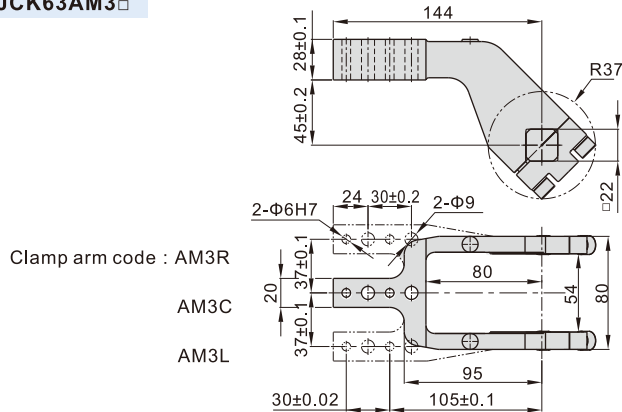 JCK63AM3□
144
28±0.1
45±0.2
R37
□22
24
30±0.2
2-Φ9
2-Φ6H7
Clamp arm code : AM3R
AM3C
AM3L
37±0.1
20
37±0.1
80
54
80
95
30±0.02
105±0.1